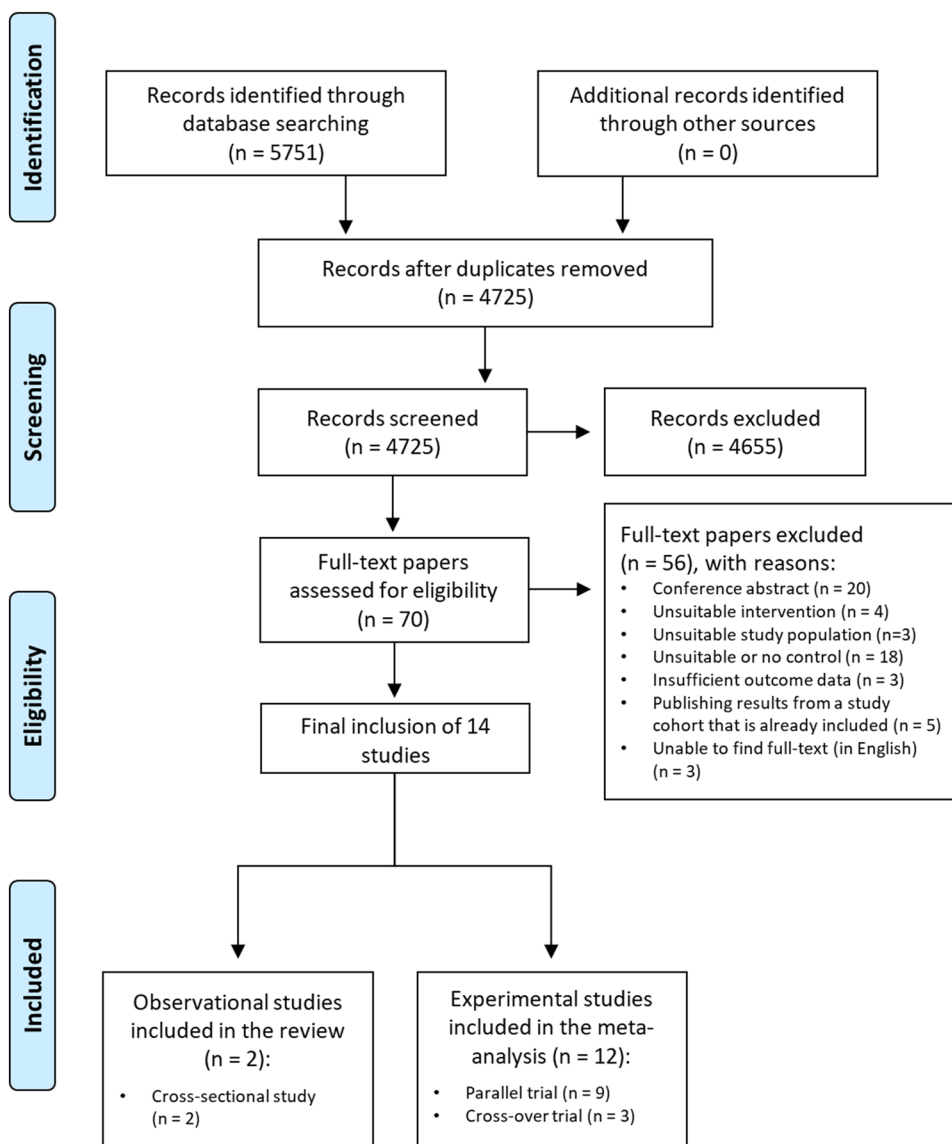 Identification
Records identified through
database searching
(n = 5751)
Additional records identified
through other sources
(n = 0)
Records after duplicates removed
(n = 4725)
Screening
Records screened
(n = 4725)
Records excluded
(n = 4655)
Eligibility
Full-text papers
assessed for eligibility
(n = 70)
Full-text papers excluded
(n = 56), with reasons:
• Conference abstract (n = 20)
• Unsuitable intervention (n = 4)
• Unsuitable study population (n=3)
• Unsuitable or no control (n = 18)
• Insufficient outcome data (n = 3)
• Publishing results from a study
cohort that is already included (n = 5)
• Unable to find full-text (in English)
(n = 3)
Final inclusion of 14
studies
Included
Observational studies
included in the review
(n = 2):
• Cross-sectional study
(n = 2)
Experimental studies
included in the meta-
analysis (n = 12):
• Parallel trial (n = 9)
• Cross-over trial (n = 3)